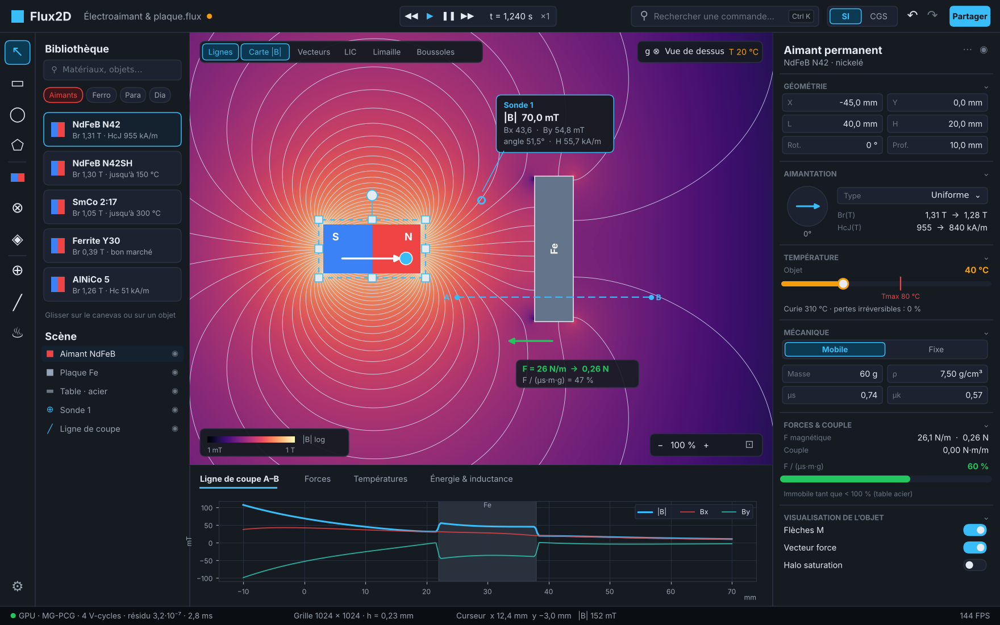 Flux2D
Électroaimant & plaque.flux
t = 1,240 s ×1
Rechercher une commande… Ctrl K
SI CGS
Partager
Bibliothèque
Matériaux, objets…
Aimants Ferro Para Dia
NdFeB N42
Br 1,31 T · HcJ 955 kA/m
NdFeB N42SH
Br 1,30 T · jusqu’à 150 °C
SmCo 2:17
Br 1,05 T · jusqu’à 300 °C
Ferrite Y30
Br 0,39 T · bon marché
AlNiCo 5
Br 1,26 T · Hc 51 kA/m
Glisser sur le canevas ou sur un objet
Scène
Aimant NdFeB
Plaque Fe
Table · acier
Sonde 1
Ligne de coupe
Lignes Carte |B| Vecteurs LIC Limaille Boussoles
g ⊗ Vue de dessus T 20 °C
Sonde 1
|B| 70,0 mT
Bx 43,6 · By 54,8 mT
angle 51,5° · H 55,7 kA/m
S N
Fe
A B
F = 26 N/m → 0,26 N
F / (μs·m·g) = 47 %
|B| log
1 mT 1 T
− 100 % +
Ligne de coupe A–B Forces Températures Énergie & inductance
Fe
|B| Bx By
100
50
0
−50
−100
mT
−10 0 10 20 30 40 50 60 70
mm
Aimant permanent
NdFeB N42 · nickelé
GÉOMÉTRIE
X -45,0 mm Y 0,0 mm
L 40,0 mm H 20,0 mm
Rot. 0 ° Prof. 10,0 mm
AIMANTATION
Type Uniforme
Br(T) 1,31 T → 1,28 T
HcJ(T) 955 → 840 kA/m
0°
TEMPÉRATURE
Objet 40 °C
Tmax 80 °C
Curie 310 °C · pertes irréversibles : 0 %
MÉCANIQUE
Mobile Fixe
Masse 60 g ρ 7,50 g/cm³
μs 0,74 μk 0,57
FORCES & COUPLE
F magnétique 26,1 N/m · 0,26 N
Couple 0,00 N·m/m
F / (μs·m·g) 60 %
Immobile tant que < 100 % (table acier)
VISUALISATION DE L’OBJET
Flèches M
Vecteur force
Halo saturation
GPU · MG-PCG · 4 V-cycles · résidu 3,2·10⁻⁷ · 2,8 ms
Grille 1024 × 1024 · h = 0,23 mm
Curseur x 12,4 mm y −3,0 mm |B| 152 mT
144 FPS